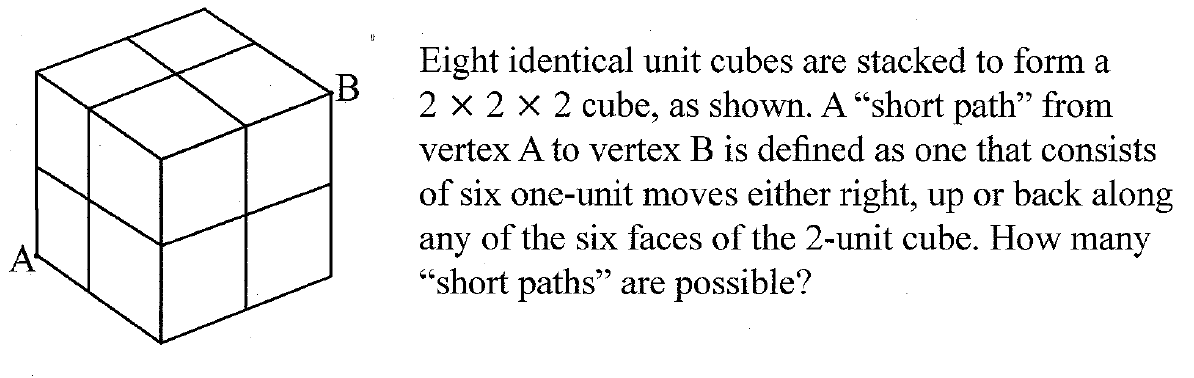 B
Eight identical unit cubes are stacked to form a
2 × 2 × 2 cube, as shown. A “short path” from
vertex A to vertex B is defined as one that consists
of six one-unit moves either right, up or back along
any of the six faces of the 2-unit cube. How many
“short paths” are possible?
A